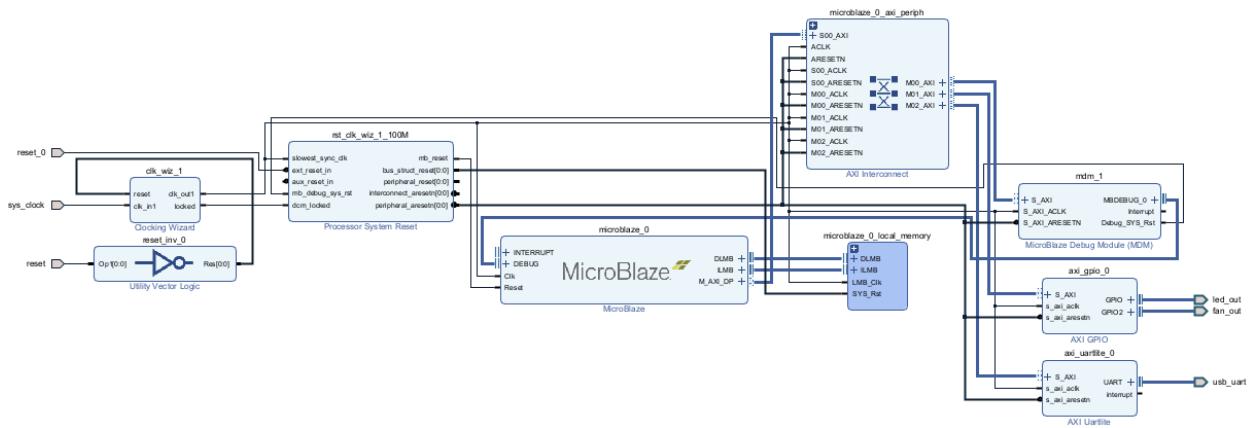 microblaze_0_axi_periph
S00_AXI
ACLK
ARESETN
S00_ACLK
S00_ARESETN
M00_ACLK
M00_ARESETN
M01_ACLK
M01_ARESETN
M02_ACLK
M02_ARESETN
M00_AXI
M01_AXI
M02_AXI
AXI Interconnect
rst_clk_wiz_1_100M
slowest_sync_clk
ext_reset_in
aux_reset_in
mb_debug_sys_rst
dcm_locked
mb_reset
bus_struct_reset[0:0]
peripheral_reset[0:0]
interconnect_aresetn[0:0]
peripheral_aresetn[0:0]
Processor System Reset
reset_0
sys_clock
reset
clk_wiz_1
reset
clk_in1
clk_out1
locked
Clocking Wizard
reset_inv_0
Op1[0:0]
Res[0:0]
Utility Vector Logic
microblaze_0
INTERRUPT
DEBUG
Clk
Reset
MicroBlaze
DLMB
ILMB
M_AXI_DP
MicroBlaze
microblaze_0_local_memory
DLMB
ILMB
LMB_Clk
SYS_Rst
mdm_1
S_AXI
S_AXI_ACLK
S_AXI_ARESETN
MBDEBUG_0
Interrupt
Debug_SYS_Rst
MicroBlaze Debug Module (MDM)
axi_gpio_0
S_AXI
s_axi_aclk
s_axi_aresetn
GPIO
GPIO2
AXI GPIO
led_out
fan_out
axi_uartlite_0
S_AXI
s_axi_aclk
s_axi_aresetn
UART
interrupt
AXI Uartlite
usb_uart